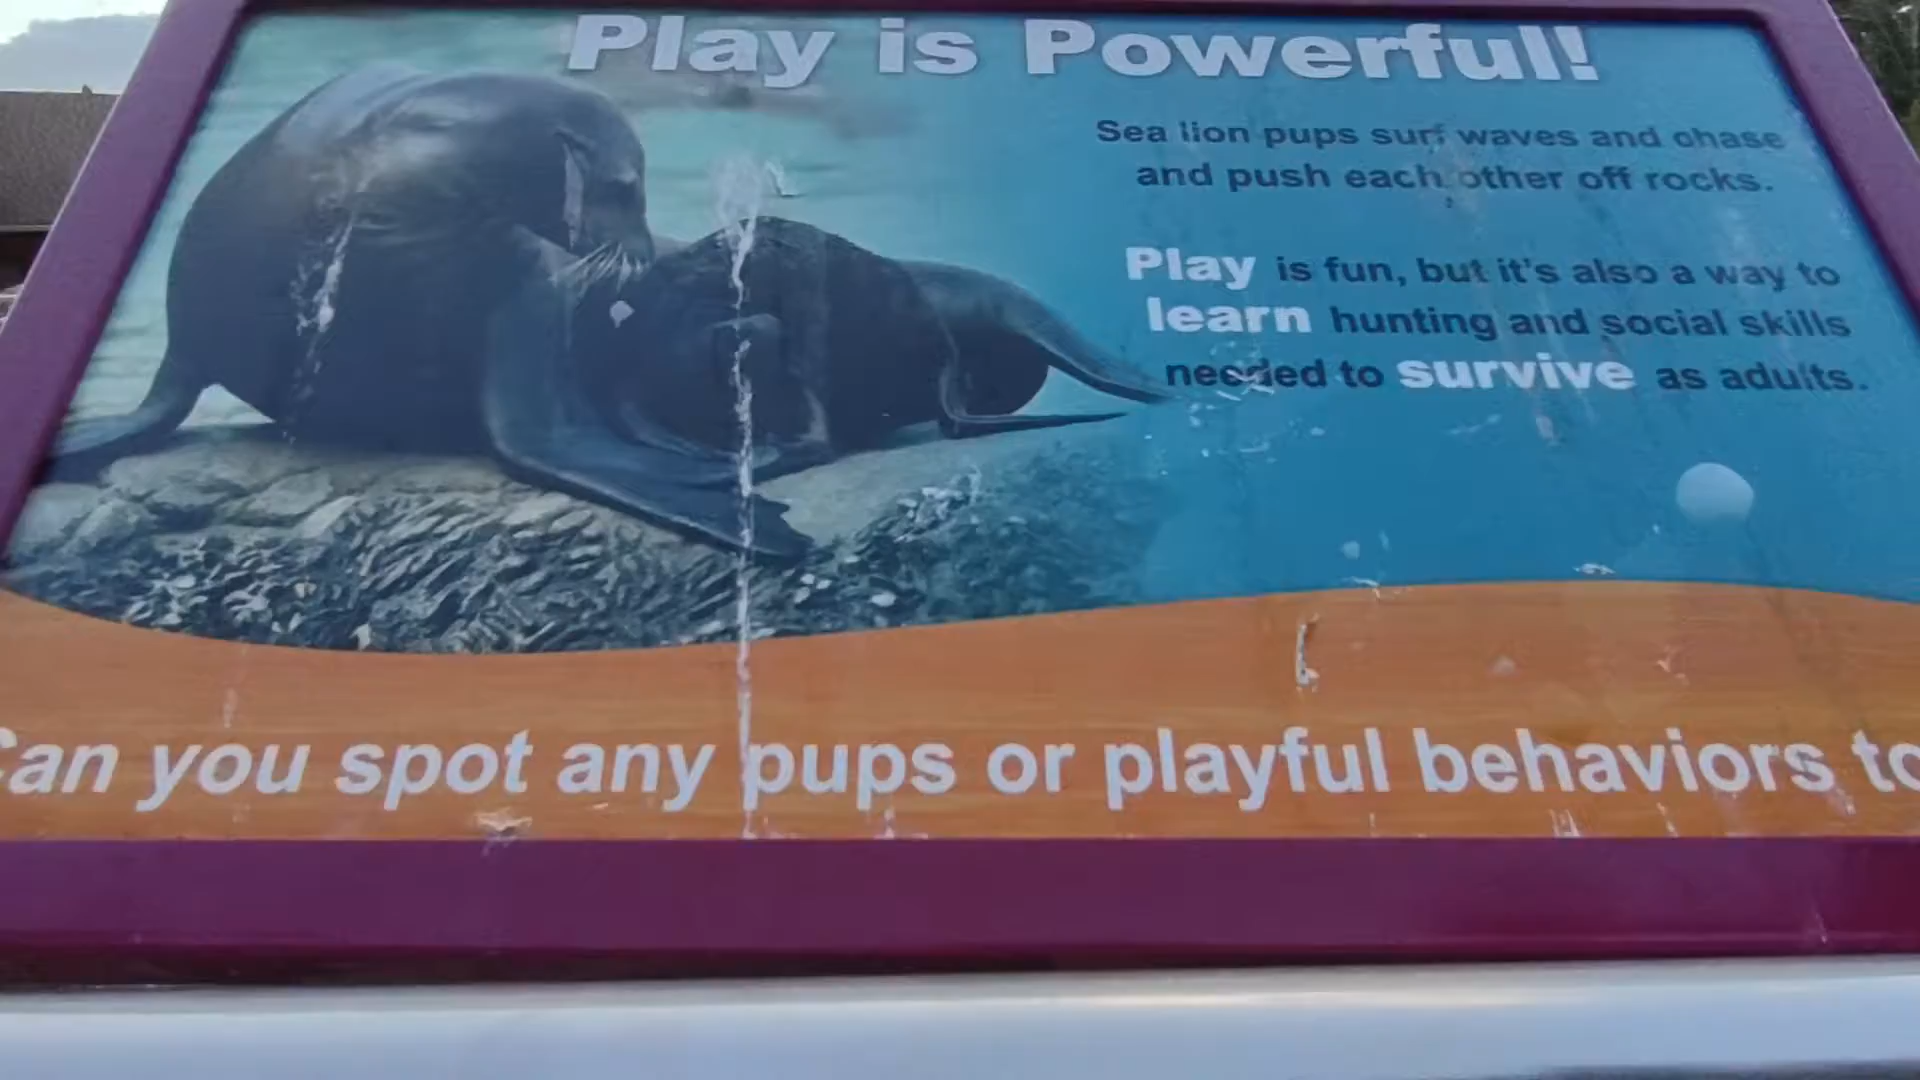 Play is Powerful!
Sea lion pups surf waves and chase
and push each other off rocks.
Play is fun, but it's also a way to
learn hunting and social skills
needed to survive as adults.
Can you spot any pups or playful behaviors